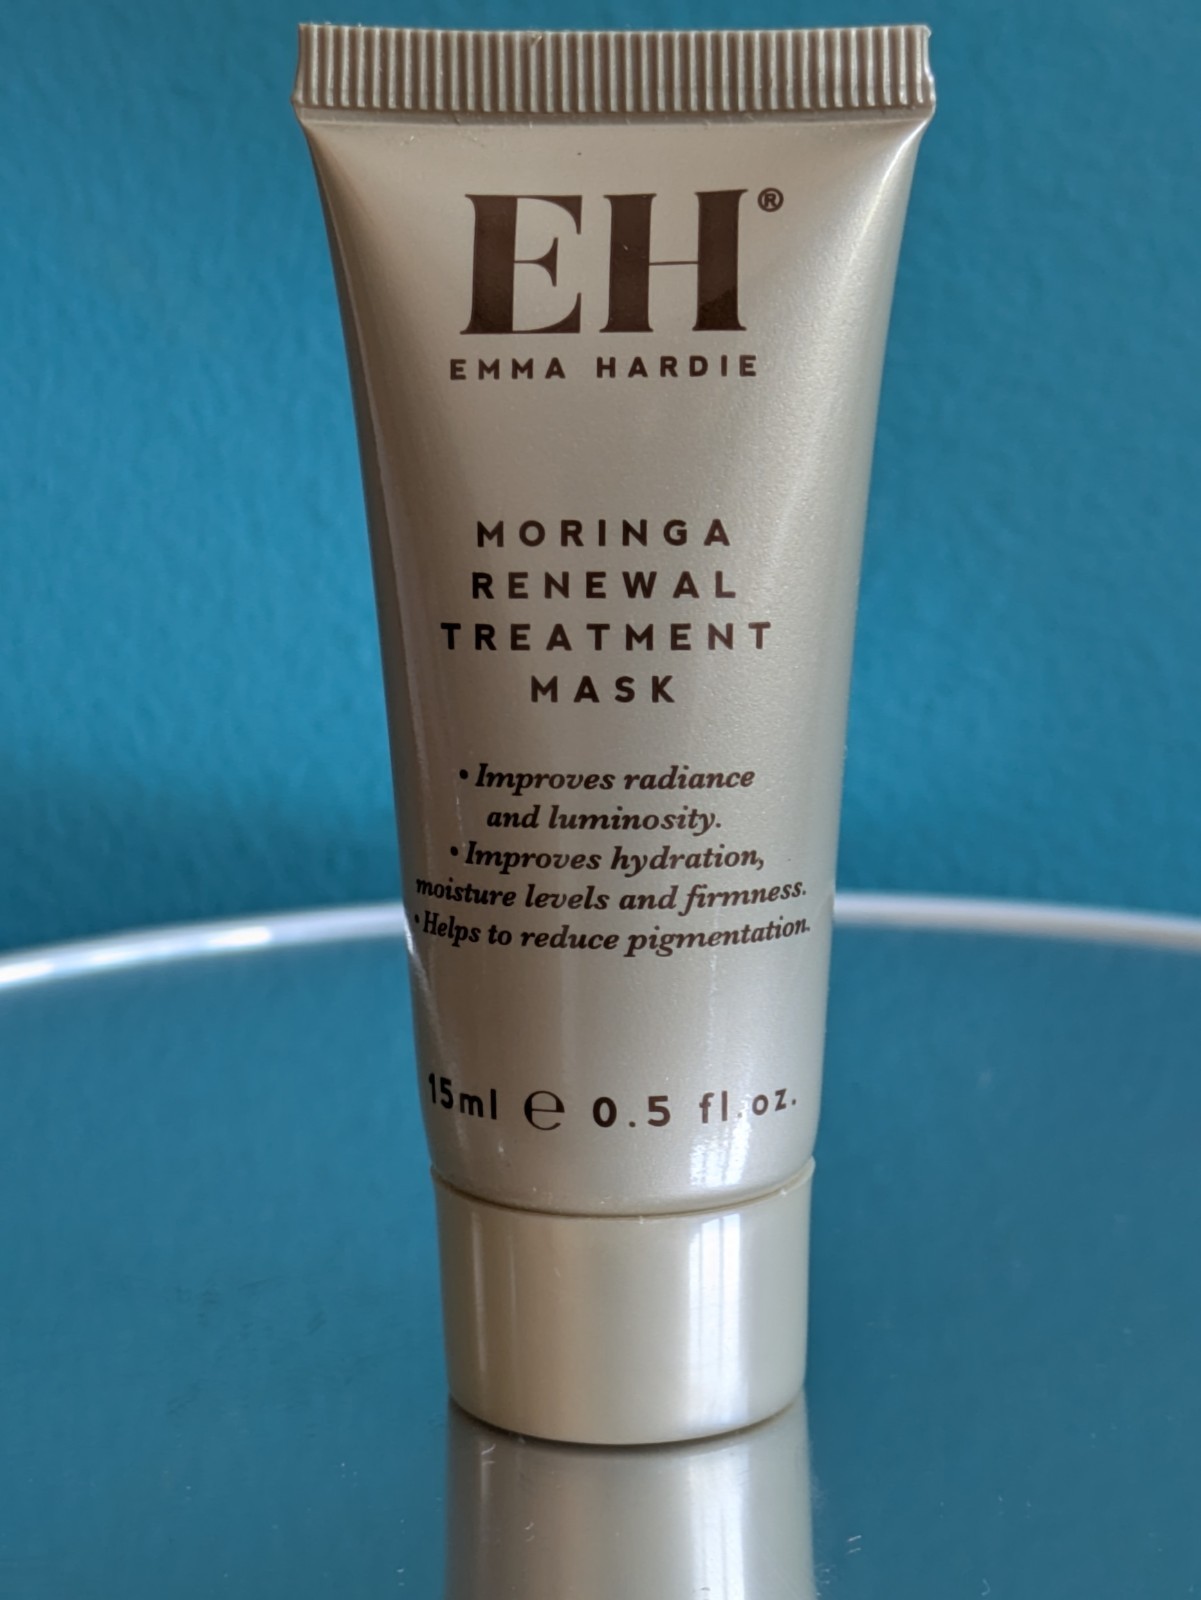 EH®
EMMA HARDIE
MORINGA
RENEWAL
TREATMENT
MASK
• Improves radiance
and luminosity.
• Improves hydration,
moisture levels and firmness.
• Helps to reduce pigmentation.
15ml ℮ 0.5 fl.oz.